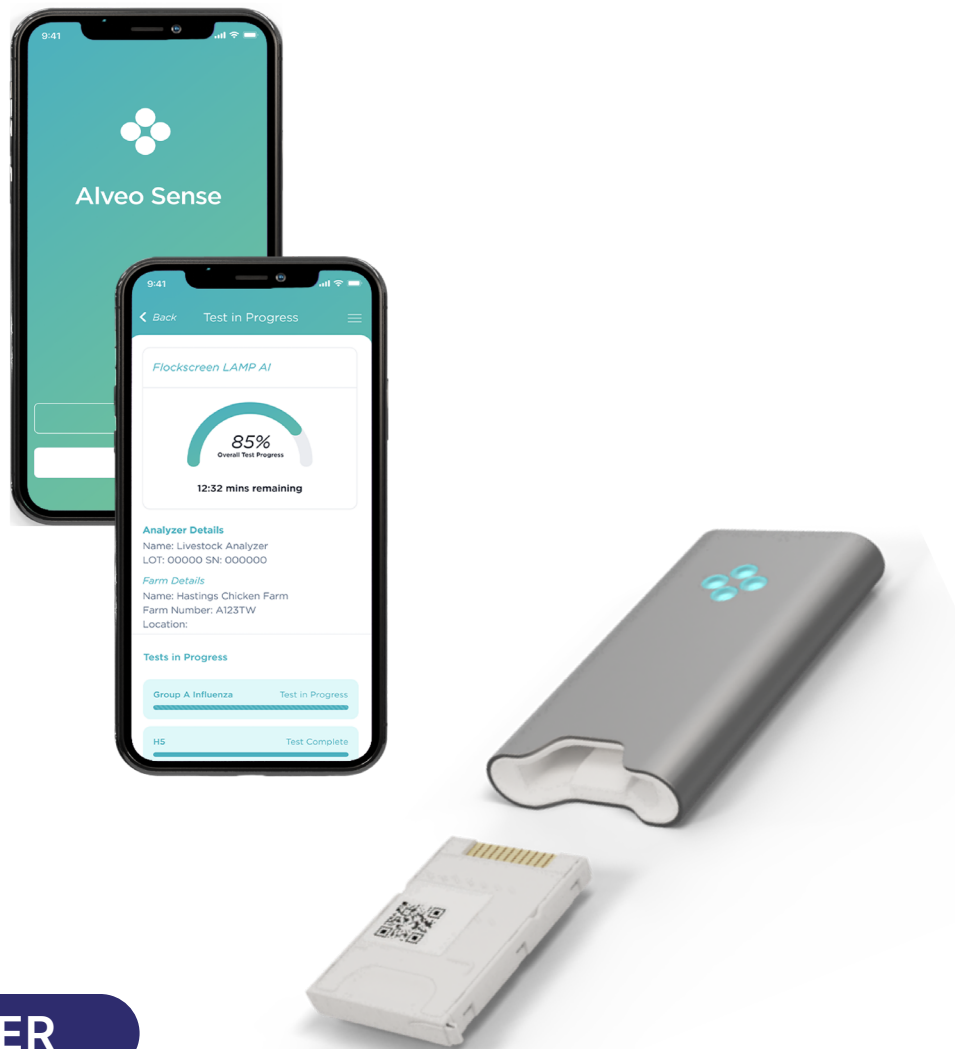 9:41
Alveo Sense
9:41
Back Test in Progress
Flockscreen LAMP AI
85%
Overall Test Progress
12:32 mins remaining
Analyzer Details
Name: Livestock Analyzer
LOT: 00000 SN: 000000
Farm Details
Name: Hastings Chicken Farm
Farm Number: A123TW
Location:
Tests in Progress
Group A Influenza Test in Progress
H5 Test Complete
ER